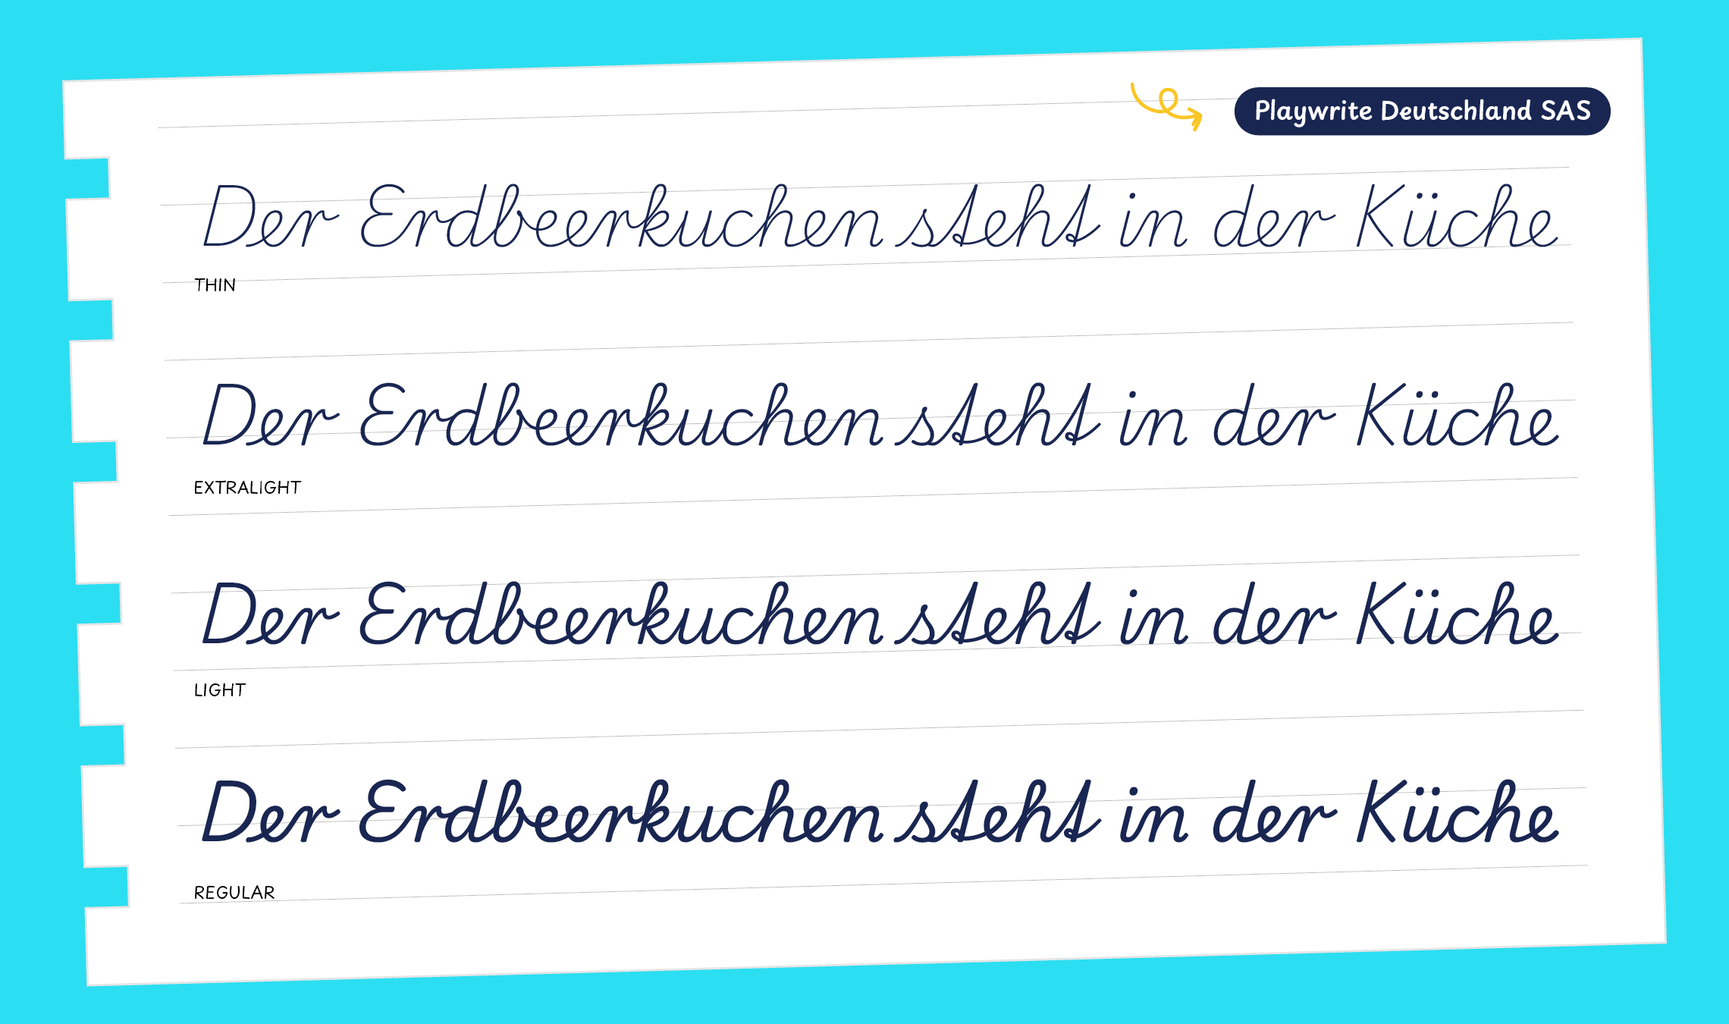 Playwrite Deutschland SAS
Der Erdbeerkuchen steht in der Küche
THIN
Der Erdbeerkuchen steht in der Küche
EXTRALIGHT
Der Erdbeerkuchen steht in der Küche
LIGHT
Der Erdbeerkuchen steht in der Küche
REGULAR